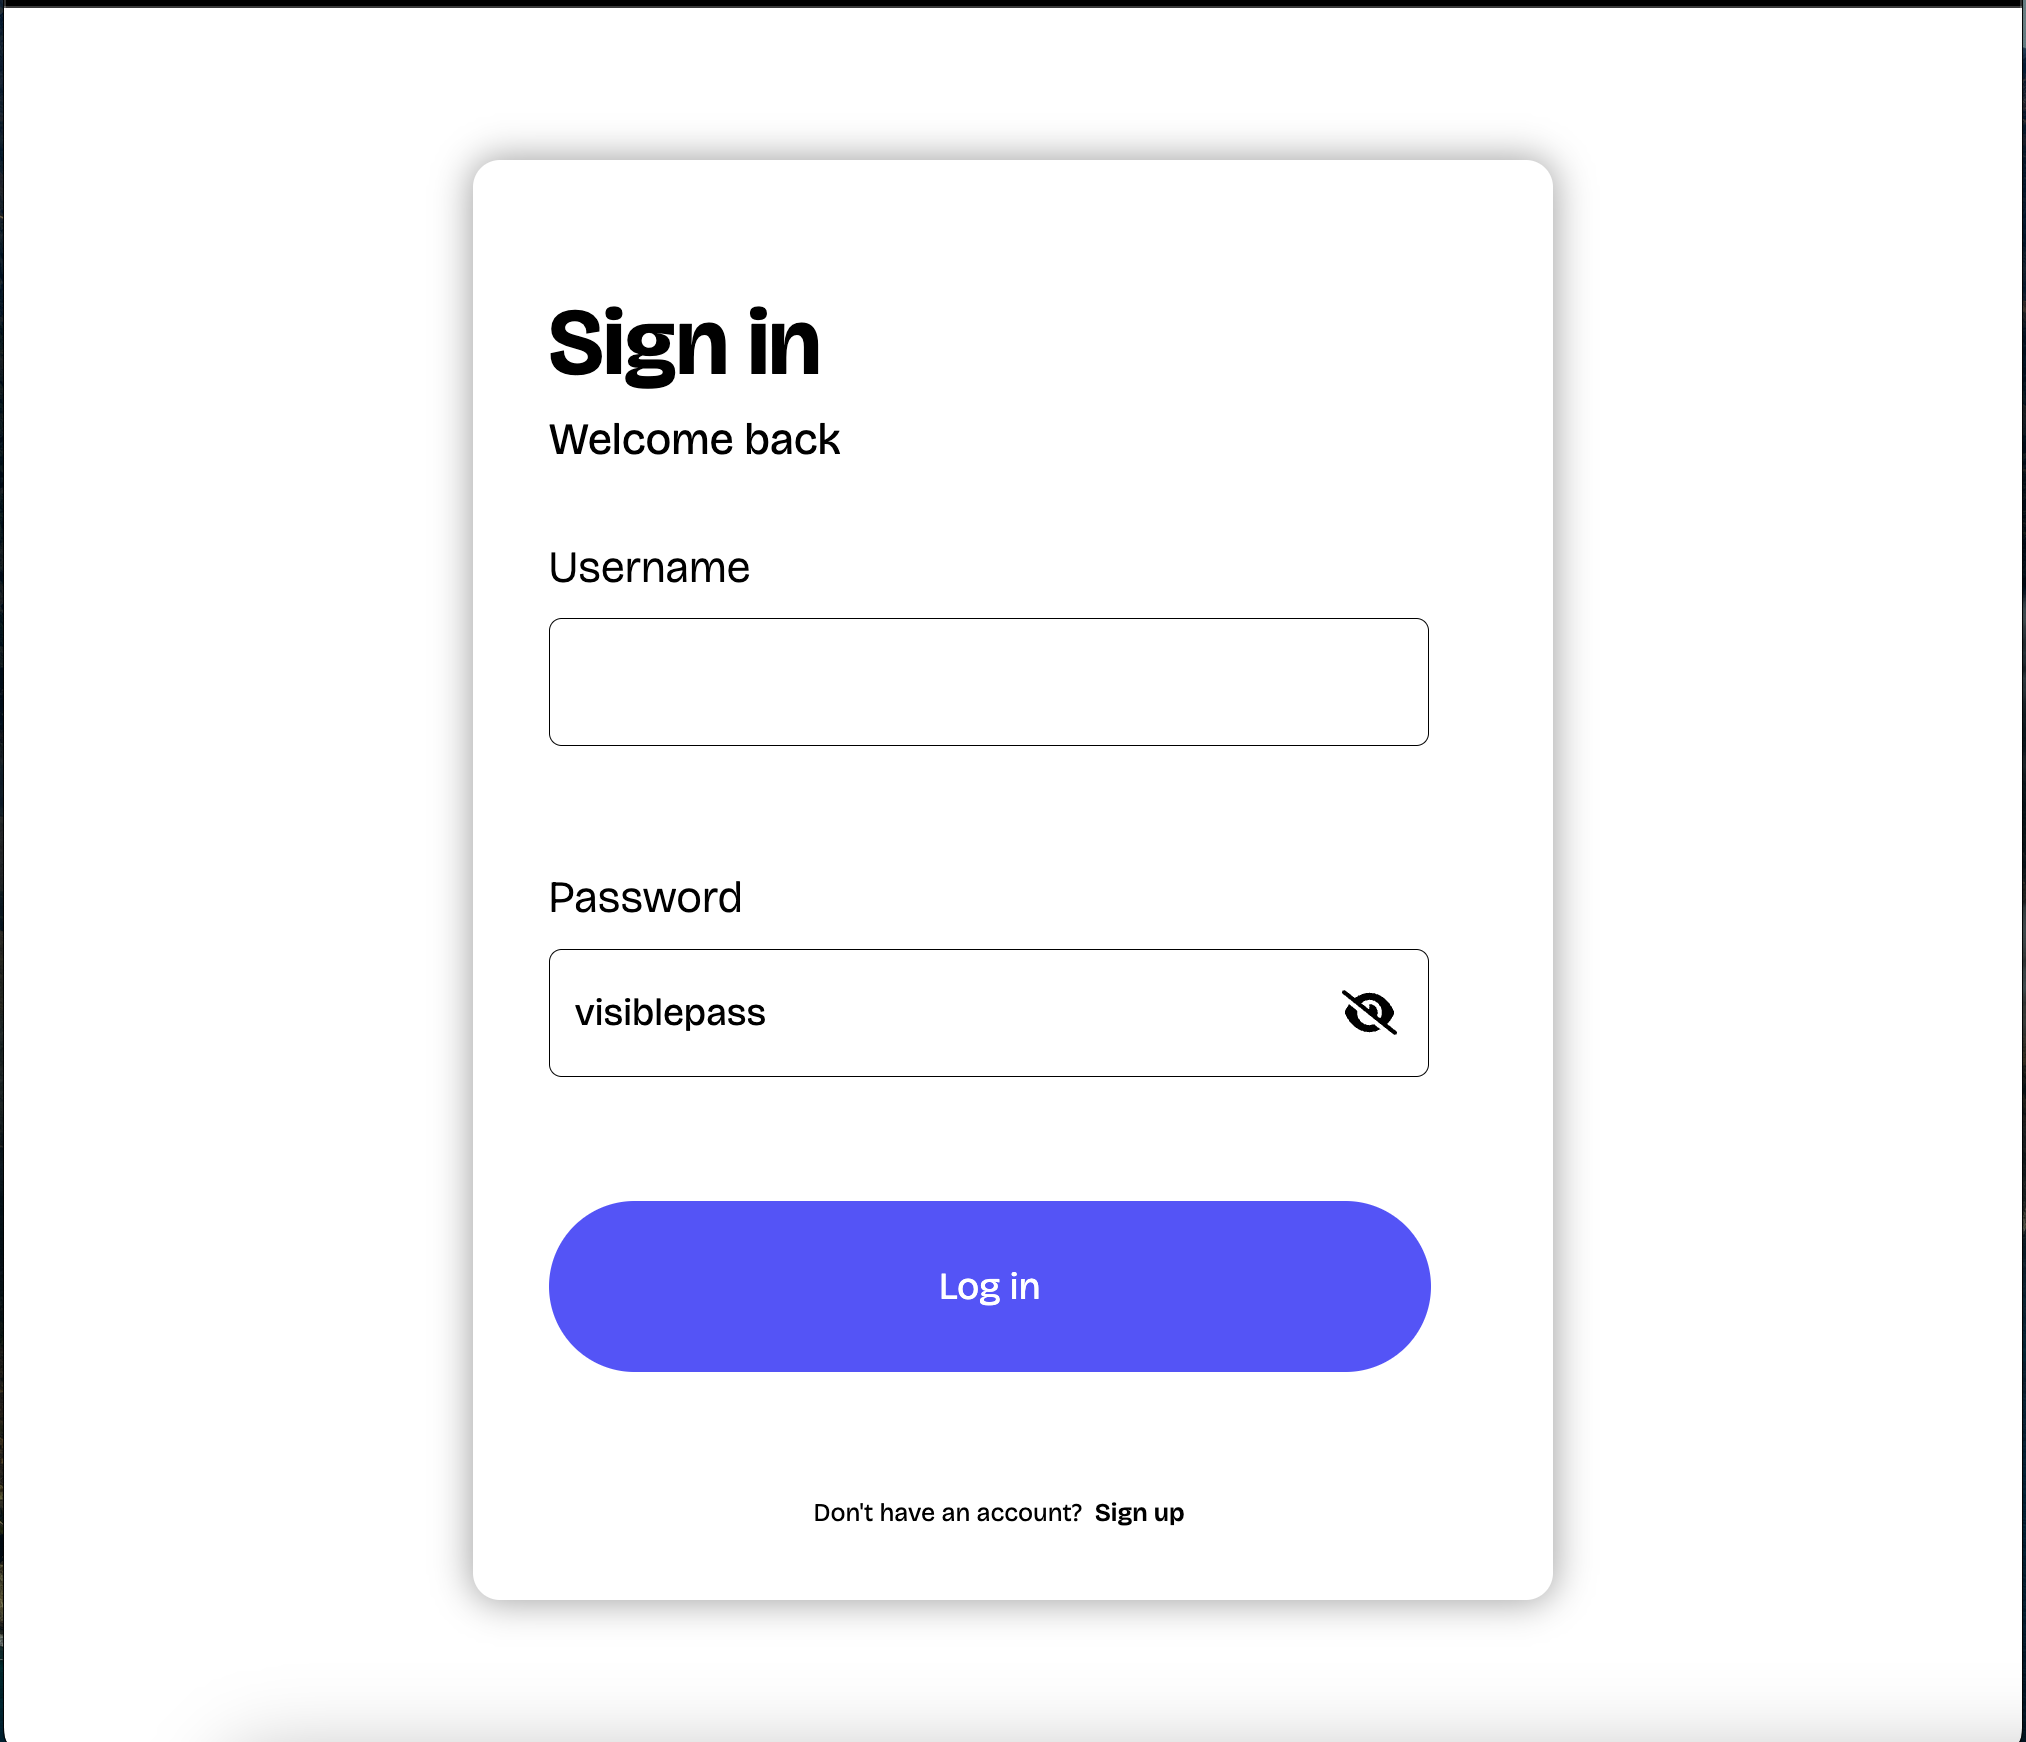 Sign in
Welcome back
Username
Password
visiblepass
Log in
Don't have an account? Sign up